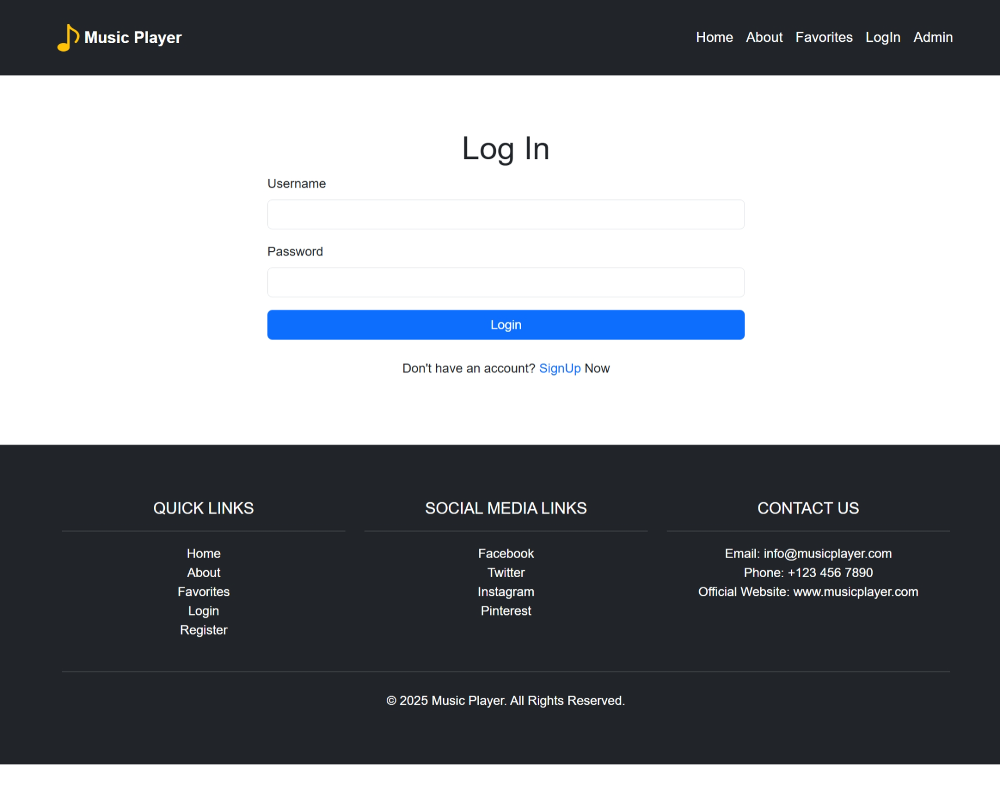 Music Player
Home About Favorites LogIn Admin
Log In
Username
Password
Login
Don't have an account? SignUp Now
QUICK LINKS
Home
About
Favorites
Login
Register
SOCIAL MEDIA LINKS
Facebook
Twitter
Instagram
Pinterest
CONTACT US
Email: info@musicplayer.com
Phone: +123 456 7890
Official Website: www.musicplayer.com
© 2025 Music Player. All Rights Reserved.